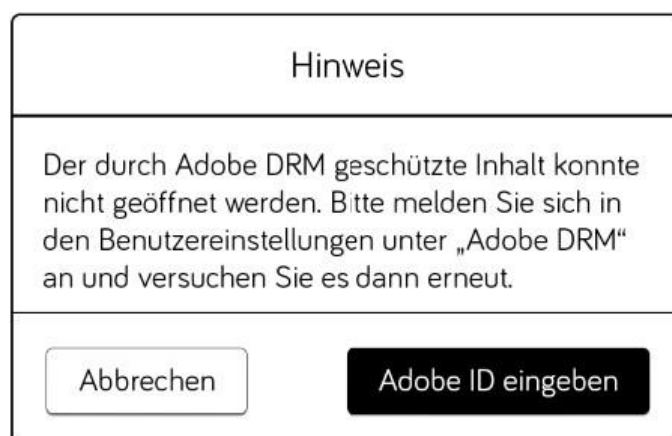 Hinweis
Der durch Adobe DRM geschützte Inhalt konnte
nicht geöffnet werden. Bitte melden Sie sich in
den Benutzereinstellungen unter „Adobe DRM“
an und versuchen Sie es dann erneut.
Abbrechen
Adobe ID eingeben